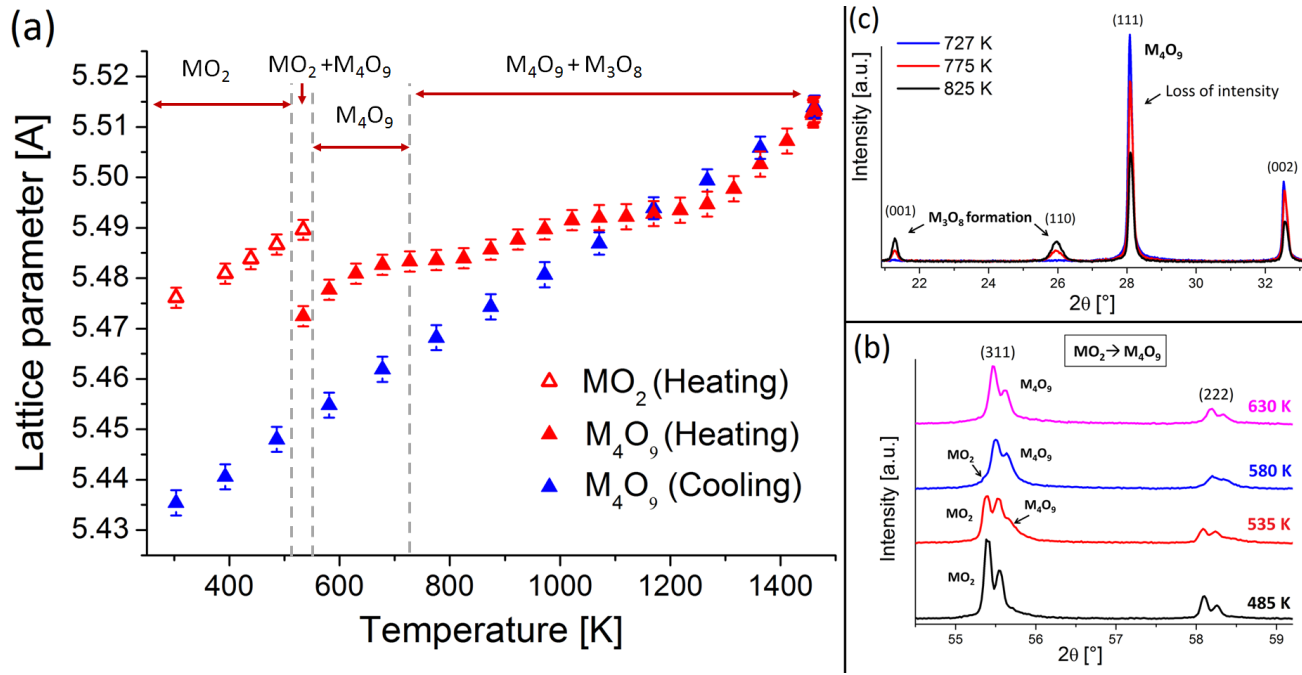 (a)
MO₂
MO₂ +M₄O₉
M₄O₉
M₄O₉ + M₃O₈
5.52
5.51
5.50
5.49
5.48
5.47
5.46
5.45
5.44
5.43
Lattice parameter [A]
MO₂ (Heating)
M₄O₉ (Heating)
M₄O₉ (Cooling)
400 600 800 1000 1200 1400
Temperature [K]
(c)
727 K
775 K
825 K
(111)
M₄O₉
Loss of intensity
(002)
(001)
M₃O₈ formation
(110)
Intensity [a.u.]
22 24 26 28 30 32
2θ [°]
(b)
MO₂→ M₄O₉
(311)
M₄O₉
(222)
630 K
MO₂
M₄O₉
580 K
MO₂
M₄O₉
535 K
MO₂
485 K
Intensity [a.u.]
55 56 57 58 59
2θ [°]